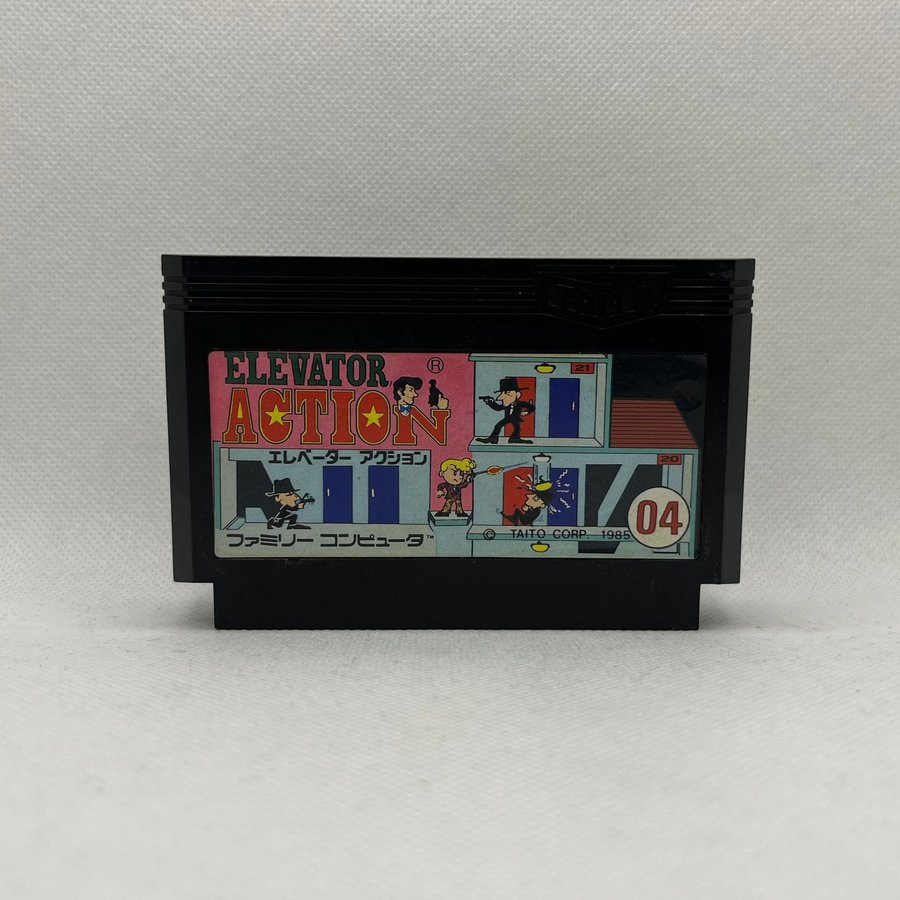 ELEVATOR
ACTION
®
エレベーター アクション
21
20
04
ファミリー コンピュータ™
© TAITO CORP. 1985